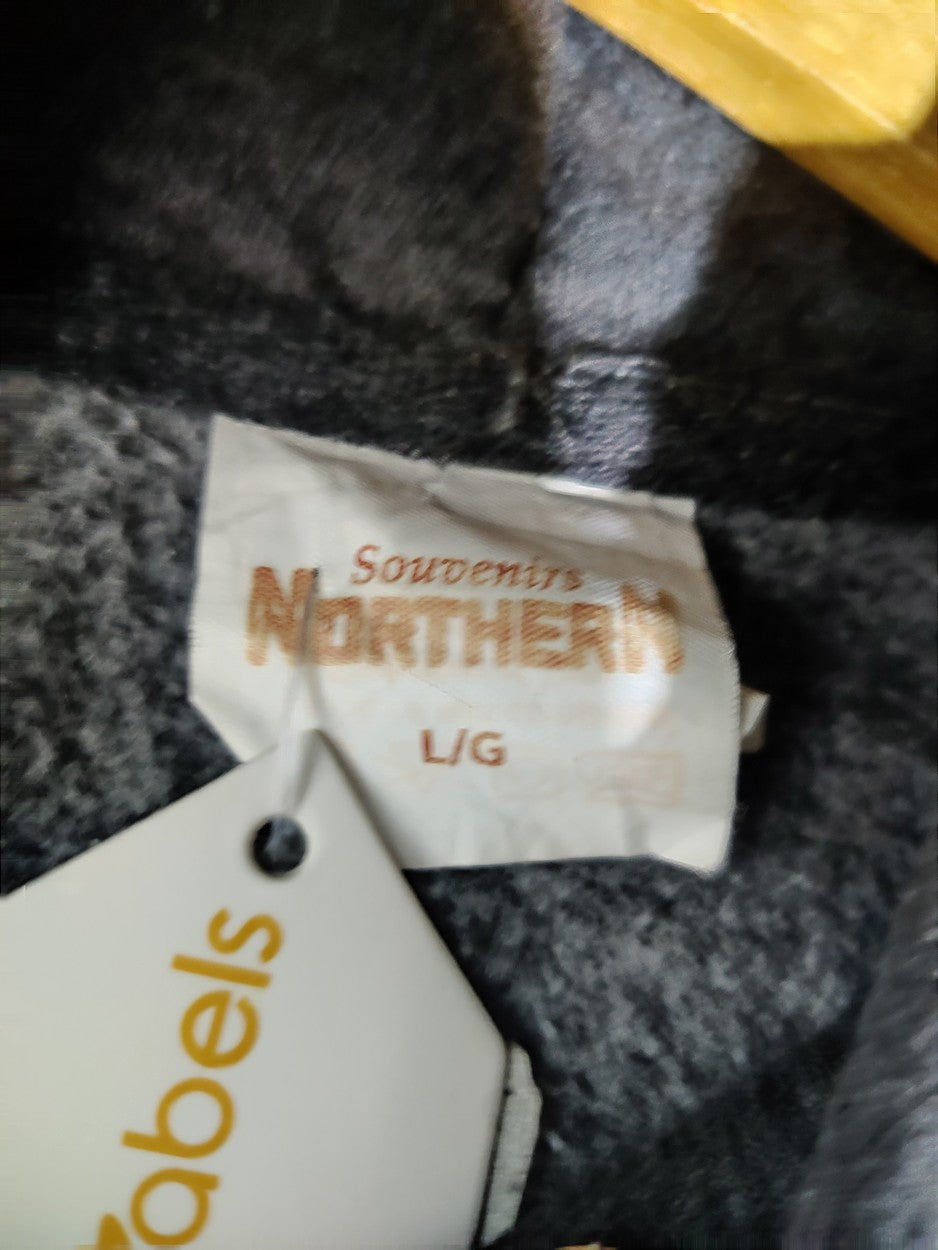 Souvenirs
NORTHERN
L/G
abels